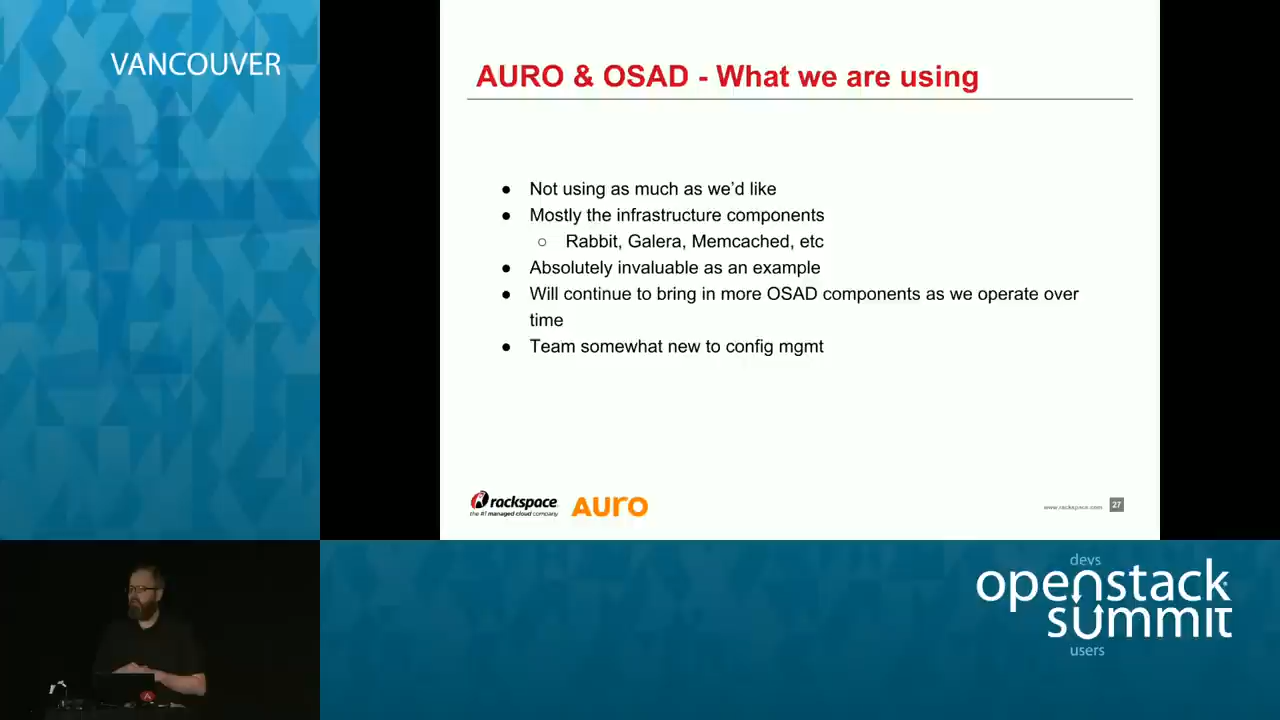 VANCOUVER
AURO & OSAD - What we are using
● Not using as much as we'd like
● Mostly the infrastructure components
○ Rabbit, Galera, Memcached, etc
● Absolutely invaluable as an example
● Will continue to bring in more OSAD components as we operate over
time
● Team somewhat new to config mgmt
rackspace
the #1 managed cloud company
AURO
www.rackspace.com
27
devs
openstack
summit
users